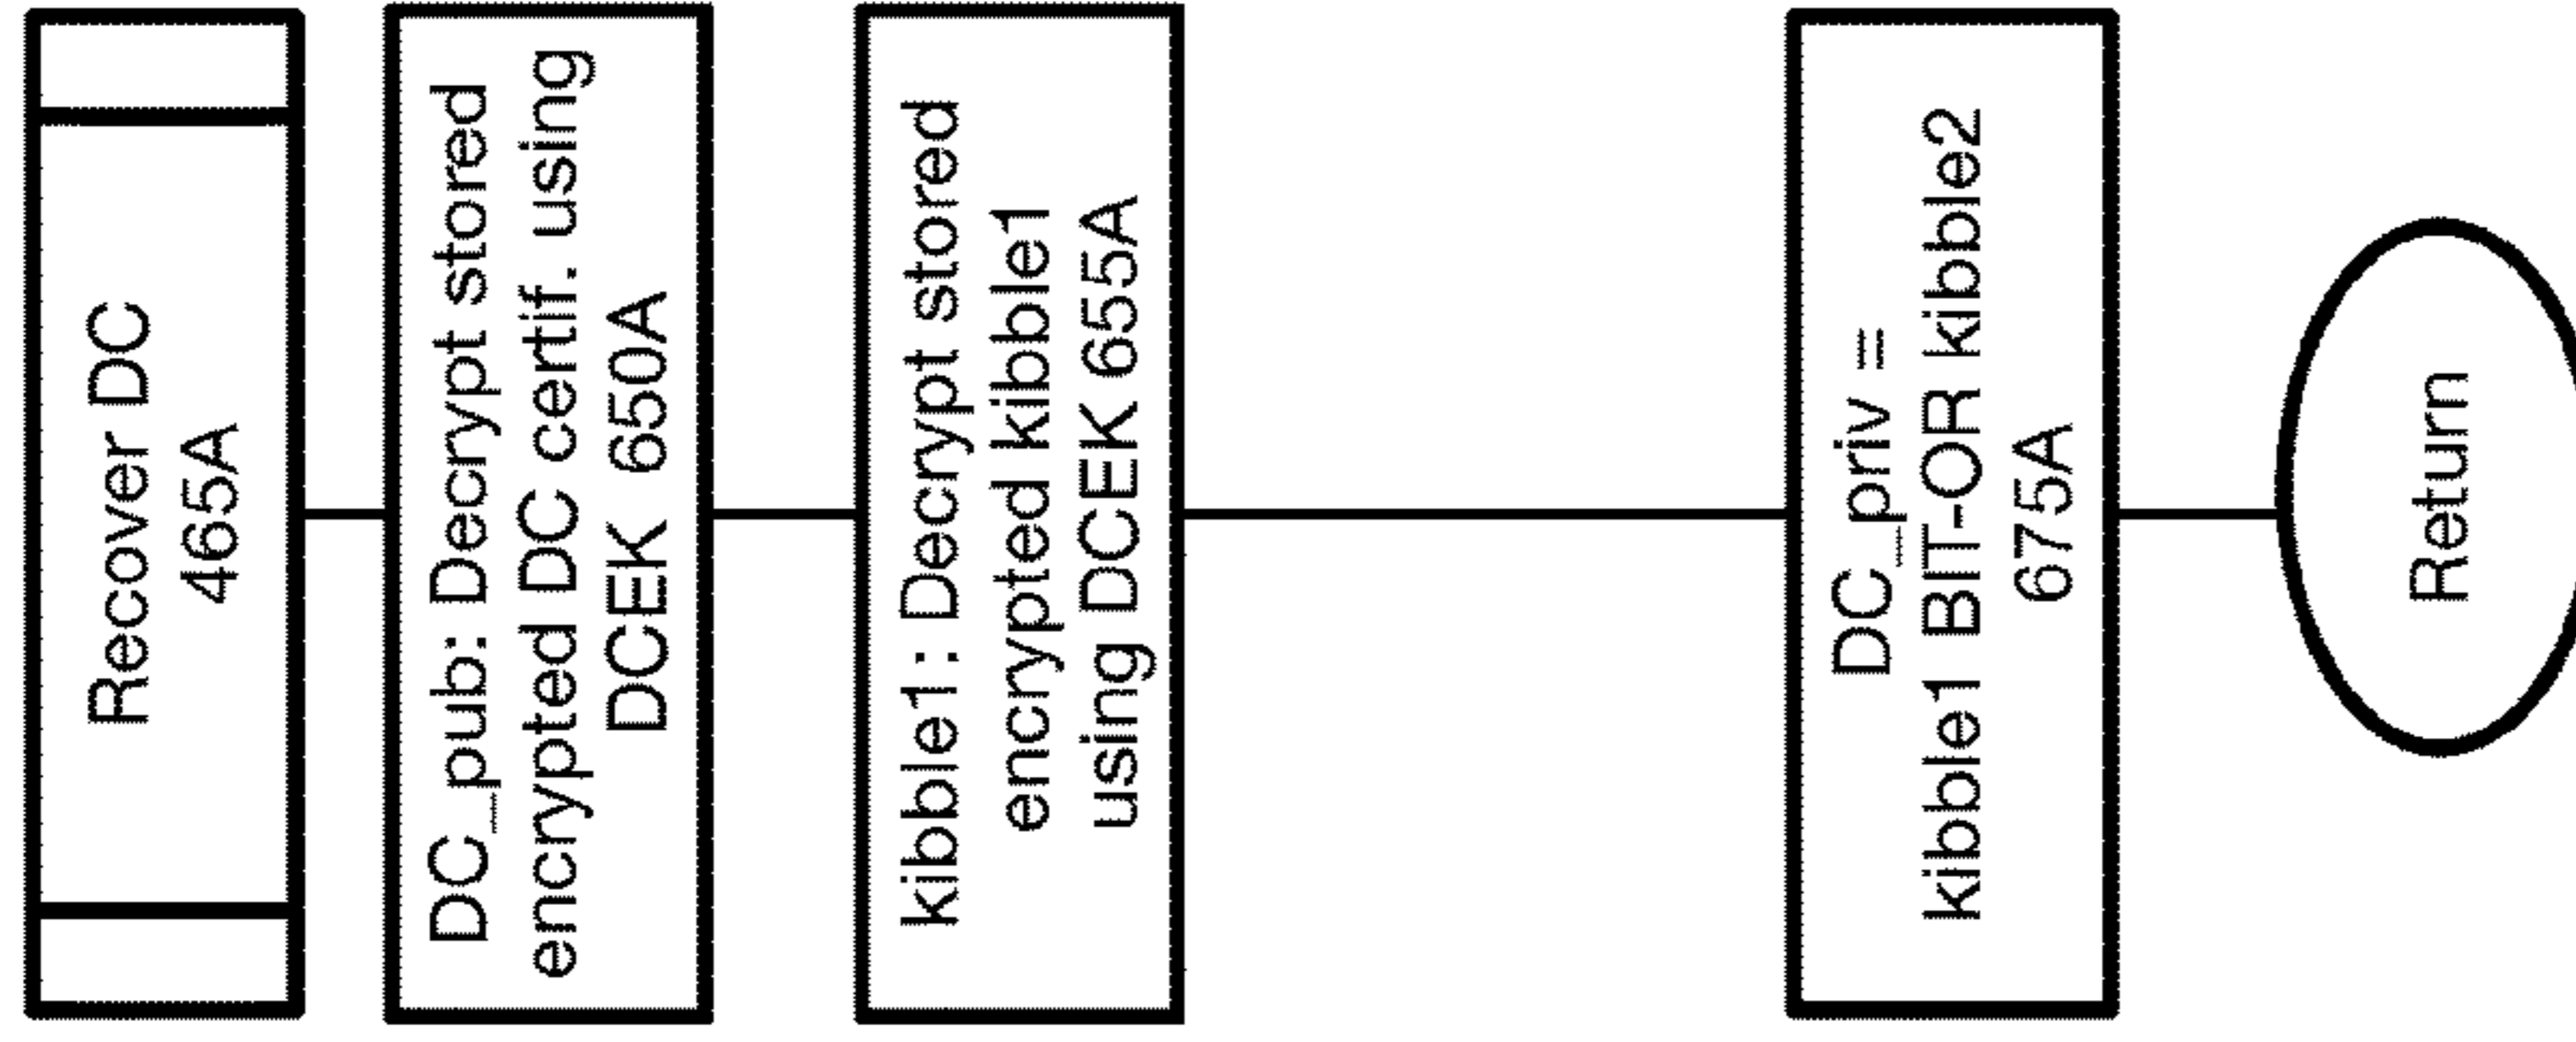 Recover DC
465A
DC_pub: Decrypt stored
encrypted DC certif. using
DCEK 650A
kibble1: Decrypt stored
encrypted kibble1
using DCEK 655A
DC_priv =
kibble1 BIT-OR kibble2
675A
Return